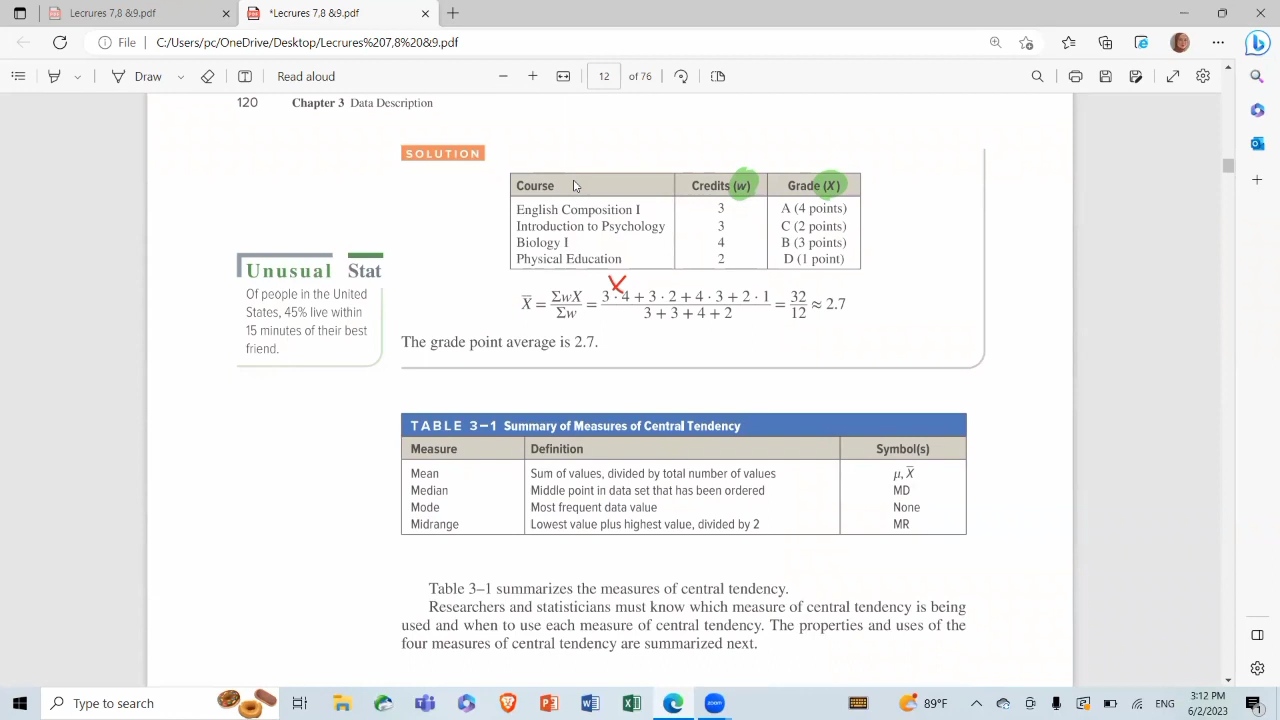 Lectures 7,8 &9.pdf
*Lectures 7,8 &9.pdf
File
C:/Users/pc/OneDrive/Desktop/Lectures%207,8%20&9.pdf
Draw
Read aloud
12
of 76
120 Chapter 3 Data Description
SOLUTION
Course Credits (w) Grade (X)
English Composition I 3 A (4 points)
Introduction to Psychology 3 C (2 points)
Biology I 4 B (3 points)
Physical Education 2 D (1 point)
X̄ = ΣwX/Σw = (3 · 4 + 3 · 2 + 4 · 3 + 2 · 1)/(3 + 3 + 4 + 2) = 32/12 ≈ 2.7
The grade point average is 2.7.
Unusual Stat
Of people in the United
States, 45% live within
15 minutes of their best
friend.
TABLE 3–1 Summary of Measures of Central Tendency
Measure Definition Symbol(s)
Mean Sum of values, divided by total number of values μ, X̄
Median Middle point in data set that has been ordered MD
Mode Most frequent data value None
Midrange Lowest value plus highest value, divided by 2 MR
Table 3–1 summarizes the measures of central tendency.
Researchers and statisticians must know which measure of central tendency is being
used and when to use each measure of central tendency. The properties and uses of the
four measures of central tendency are summarized next.
Type to search
zoom
89°F
ENG
3:12 PM
6/2/2023
1